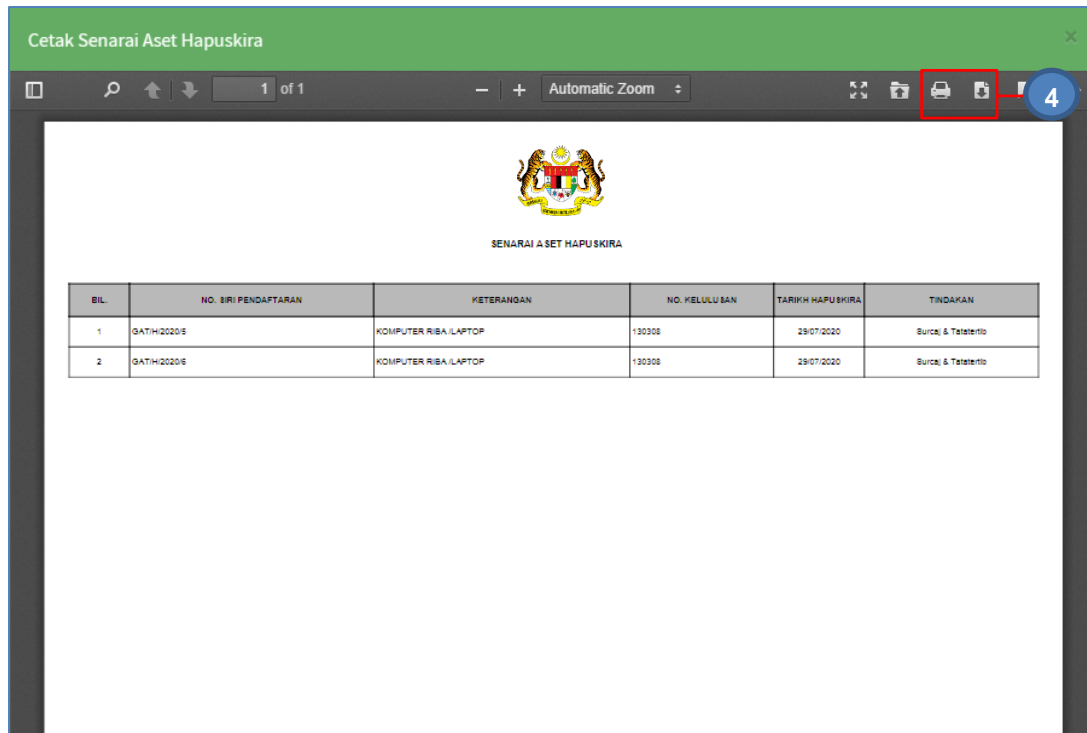 Cetak Senarai Aset Hapuskira ×
1 of 1 Automatic Zoom
4
SENARAI ASET HAPUSKIRA
BIL. NO. SIRI PENDAFTARAN KETERANGAN NO. KELULUSAN TARIKH HAPUSKIRA TINDAKAN
1 GAT/H/2020/5 KOMPUTER RIBA /LAPTOP 130308 29/07/2020 Surcaj & Tatatertib
2 GAT/H/2020/6 KOMPUTER RIBA /LAPTOP 130308 29/07/2020 Surcaj & Tatatertib